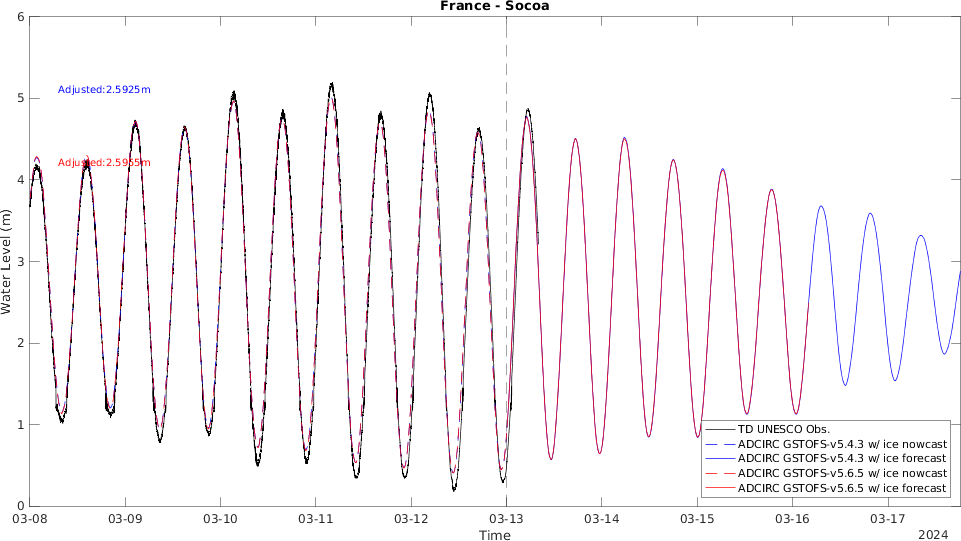 France - Socoa
6
5
4
3
2
1
0
Water Level (m)
Adjusted:2.5925m
Adjusted:2.5955m
TD UNESCO Obs.
ADCIRC GSTOFS-v5.4.3 w/ ice nowcast
ADCIRC GSTOFS-v5.4.3 w/ ice forecast
ADCIRC GSTOFS-v5.6.5 w/ ice nowcast
ADCIRC GSTOFS-v5.6.5 w/ ice forecast
03-08 03-09 03-10 03-11 03-12 03-13 03-14 03-15 03-16 03-17
Time
2024